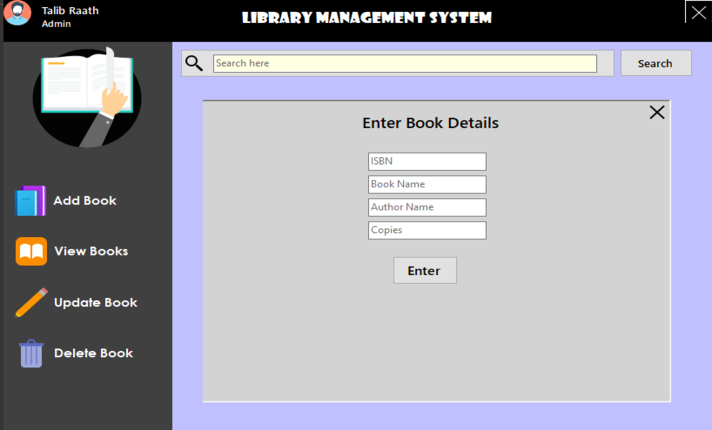 Talib Raath
Admin
LIBRARY MANAGEMENT SYSTEM
Search here
Search
Add Book
View Books
Update Book
Delete Book
Enter Book Details
ISBN
Book Name
Author Name
Copies
Enter